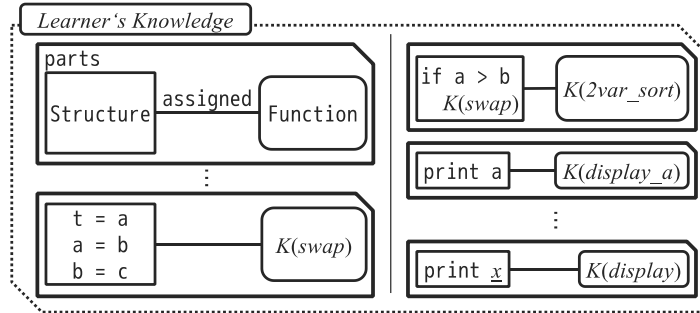 Learner's Knowledge
parts
Structure
assigned
Function
⋮
t = a
a = b
b = c
K(swap)
if a > b
K(swap)
K(2var_sort)
print a
K(display_a)
⋮
print x
K(display)